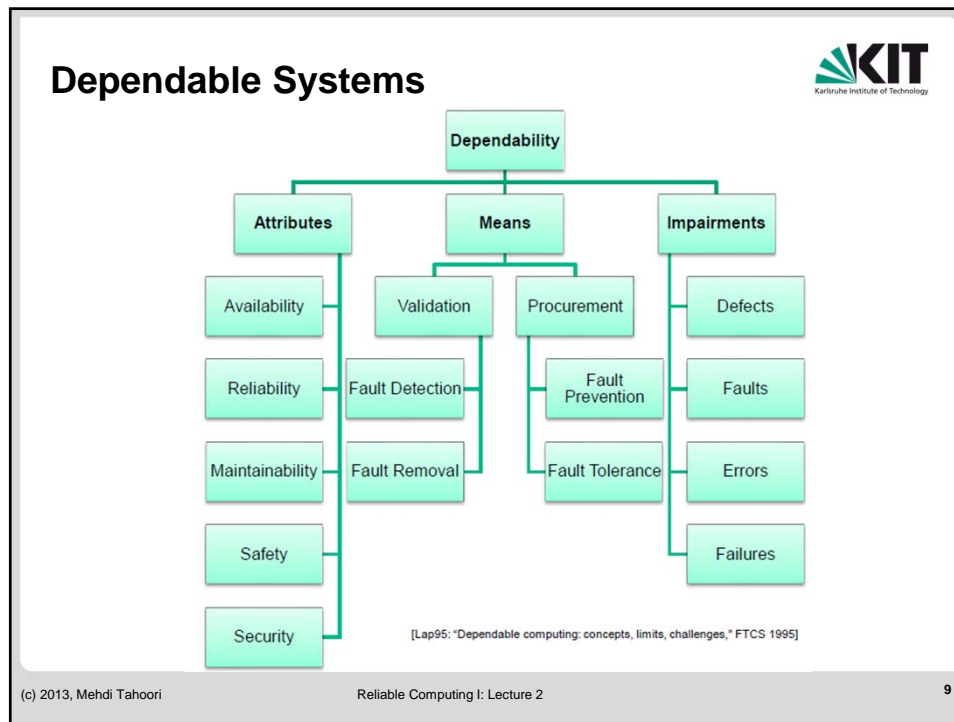 Dependable Systems
KIT
Karlsruhe Institute of Technology
Dependability
Attributes
Means
Impairments
Availability
Validation
Procurement
Defects
Reliability
Fault Detection
Fault
Prevention
Faults
Maintainability
Fault Removal
Fault Tolerance
Errors
Safety
Failures
Security
[Lap95: "Dependable computing: concepts, limits, challenges," FTCS 1995]
(c) 2013, Mehdi Tahoori
Reliable Computing I: Lecture 2
9